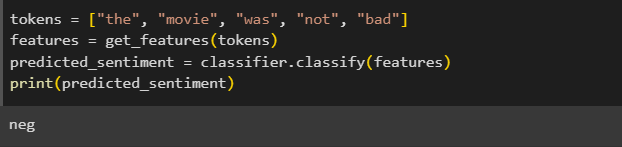 tokens = ["the", "movie", "was", "not", "bad"]
features = get_features(tokens)
predicted_sentiment = classifier.classify(features)
print(predicted_sentiment)
neg